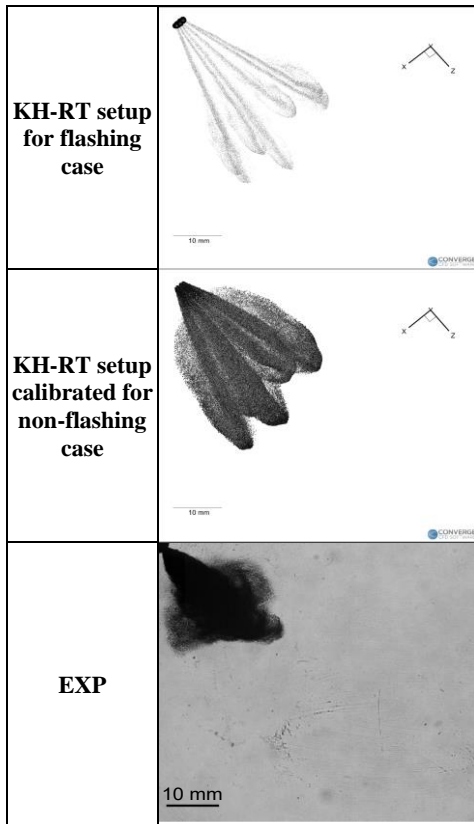 KH-RT setup
for flashing
case
x
z
10 mm
CONVERGE
KH-RT setup
calibrated for
non-flashing
case
x
z
10 mm
CONVERGE
EXP
10 mm